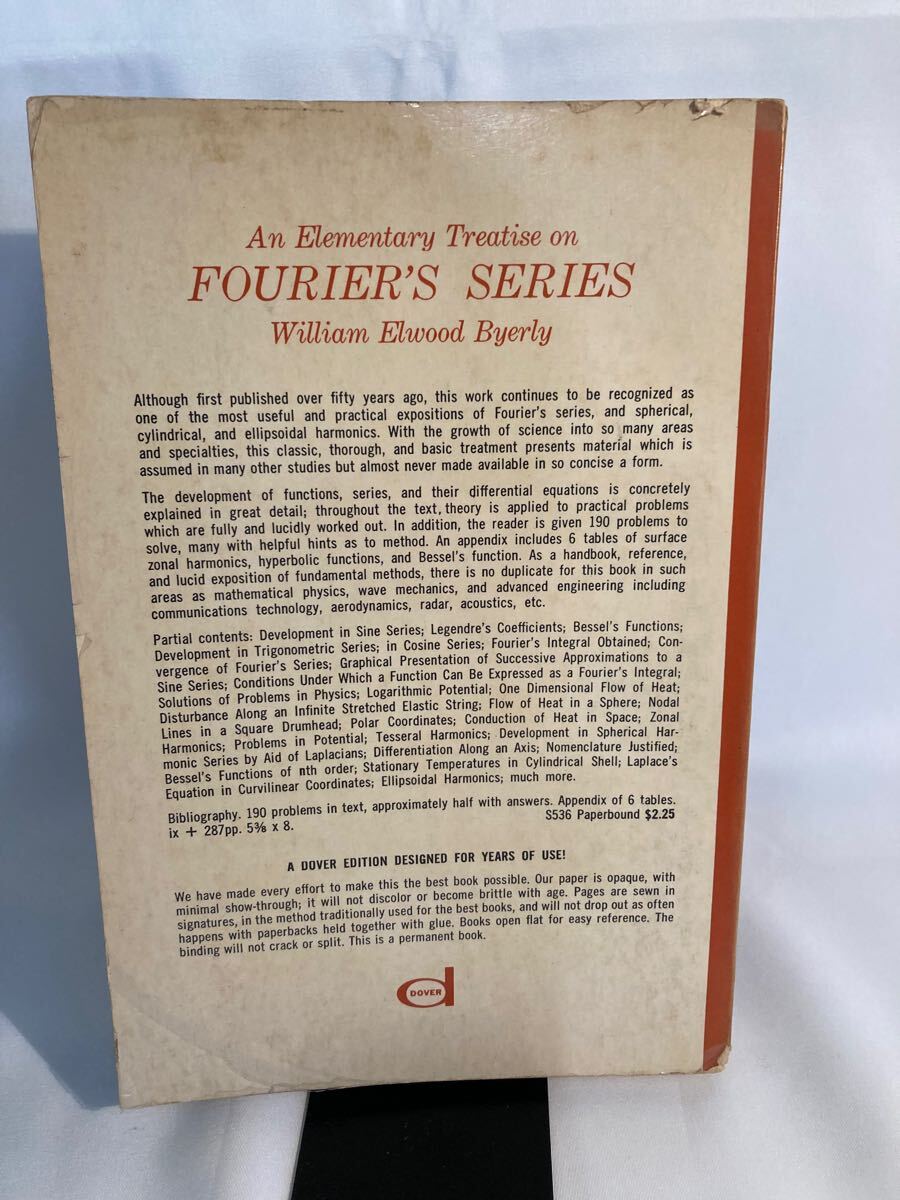 An Elementary Treatise on
FOURIER'S SERIES
William Elwood Byerly
Although first published over fifty years ago, this work continues to be recognized as
one of the most useful and practical expositions of Fourier's series, and spherical,
cylindrical, and ellipsoidal harmonics. With the growth of science into so many areas
and specialties, this classic, thorough, and basic treatment presents material which is
assumed in many other studies but almost never made available in so concise a form.
The development of functions, series, and their differential equations is concretely
explained in great detail; throughout the text, theory is applied to practical problems
which are fully and lucidly worked out. In addition, the reader is given 190 problems to
solve, many with helpful hints as to method. An appendix includes 6 tables of surface
zonal harmonics, hyperbolic functions, and Bessel's function. As a handbook, reference,
and lucid exposition of fundamental methods, there is no duplicate for this book in such
areas as mathematical physics, wave mechanics, and advanced engineering including
communications technology, aerodynamics, radar, acoustics, etc.
Partial contents: Development in Sine Series; Legendre's Coefficients; Bessel's Functions;
Development in Trigonometric Series; in Cosine Series; Fourier's Integral Obtained; Con-
vergence of Fourier's Series; Graphical Presentation of Successive Approximations to a
Sine Series; Conditions Under Which a Function Can Be Expressed as a Fourier's Integral;
Solutions of Problems in Physics; Logarithmic Potential; One Dimensional Flow of Heat;
Disturbance Along an Infinite Stretched Elastic String; Flow of Heat in a Sphere; Nodal
Lines in a Square Drumhead; Polar Coordinates; Conduction of Heat in Space; Zonal
Harmonics; Problems in Potential; Tesseral Harmonics; Development in Spherical Har-
monic Series by Aid of Laplacians; Differentiation Along an Axis; Nomenclature Justified;
Bessel's Functions of nth order; Stationary Temperatures in Cylindrical Shell; Laplace's
Equation in Curvilinear Coordinates; Ellipsoidal Harmonics; much more.
Bibliography. 190 problems in text, approximately half with answers. Appendix of 6 tables.
ix + 287pp. 5⅜ x 8. S536 Paperbound $2.25
A DOVER EDITION DESIGNED FOR YEARS OF USE!
We have made every effort to make this the best book possible. Our paper is opaque, with
minimal show-through; it will not discolor or become brittle with age. Pages are sewn in
signatures, in the method traditionally used for the best books, and will not drop out as often
happens with paperbacks held together with glue. Books open flat for easy reference. The
binding will not crack or split. This is a permanent book.
DOVER